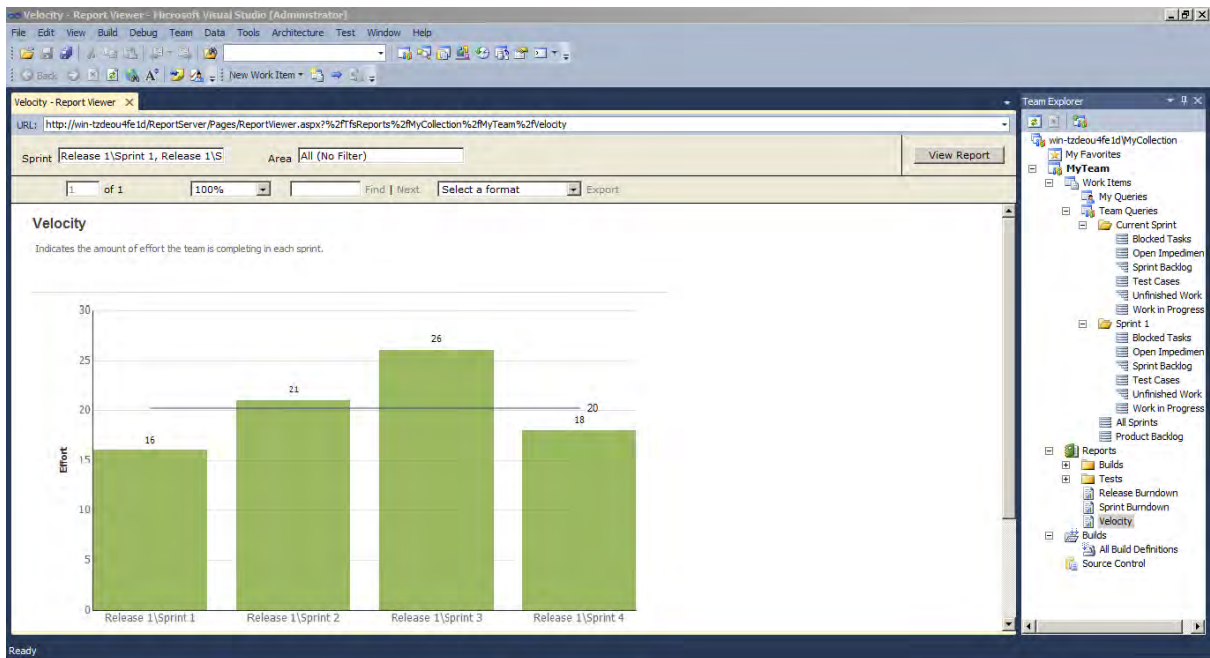 Velocity - Report Viewer - Microsoft Visual Studio [Administrator]
File Edit View Build Debug Team Data Tools Architecture Test Window Help
Back New Work Item
Velocity - Report Viewer
URL: http://win-tzdeou4fe1d/ReportServer/Pages/ReportViewer.aspx?%2fTfsReports%2fMyCollection%2fMyTeam%2fVelocity
Sprint Release 1\Sprint 1, Release 1\S Area All (No Filter) View Report
1 of 1 100% Find | Next Select a format Export
Velocity
Indicates the amount of effort the team is completing in each sprint.
Effort
30
25
20
15
10
5
0
16
21
26
18
20
Release 1\Sprint 1 Release 1\Sprint 2 Release 1\Sprint 3 Release 1\Sprint 4
Team Explorer
win-tzdeou4fe1d\MyCollection
My Favorites
MyTeam
Work Items
My Queries
Team Queries
Current Sprint
Blocked Tasks
Open Impedimen
Sprint Backlog
Test Cases
Unfinished Work
Work in Progress
Sprint 1
Blocked Tasks
Open Impedimen
Sprint Backlog
Test Cases
Unfinished Work
Work in Progress
All Sprints
Product Backlog
Reports
Builds
Tests
Release Burndown
Sprint Burndown
Velocity
Builds
All Build Definitions
Source Control
Ready